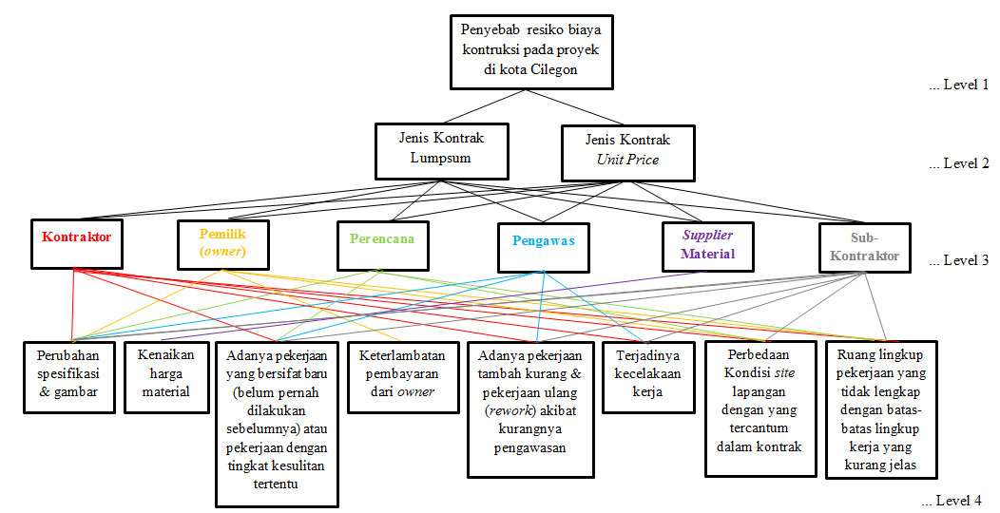 Penyebab resiko biaya
kontruksi pada proyek
di kota Cilegon
... Level 1
Jenis Kontrak
Lumpsum
Jenis Kontrak
Unit Price
... Level 2
Kontraktor
Pemilik
(owner)
Perencana
Pengawas
Supplier
Material
Sub-
Kontraktor
... Level 3
Perubahan
spesifikasi
& gambar
Kenaikan
harga
material
Adanya pekerjaan
yang bersifat baru
(belum pernah
dilakukan
sebelumnya) atau
pekerjaan dengan
tingkat kesulitan
tertentu
Keterlambatan
pembayaran
dari owner
Adanya pekerjaan
tambah kurang &
pekerjaan ulang
(rework) akibat
kurangnya
pengawasan
Terjadinya
kecelakaan
kerja
Perbedaan
Kondisi site
lapangan
dengan yang
tercantum
dalam kontrak
Ruang lingkup
pekerjaan yang
tidak lengkap
dengan batas-
batas lingkup
kerja yang
kurang jelas
... Level 4